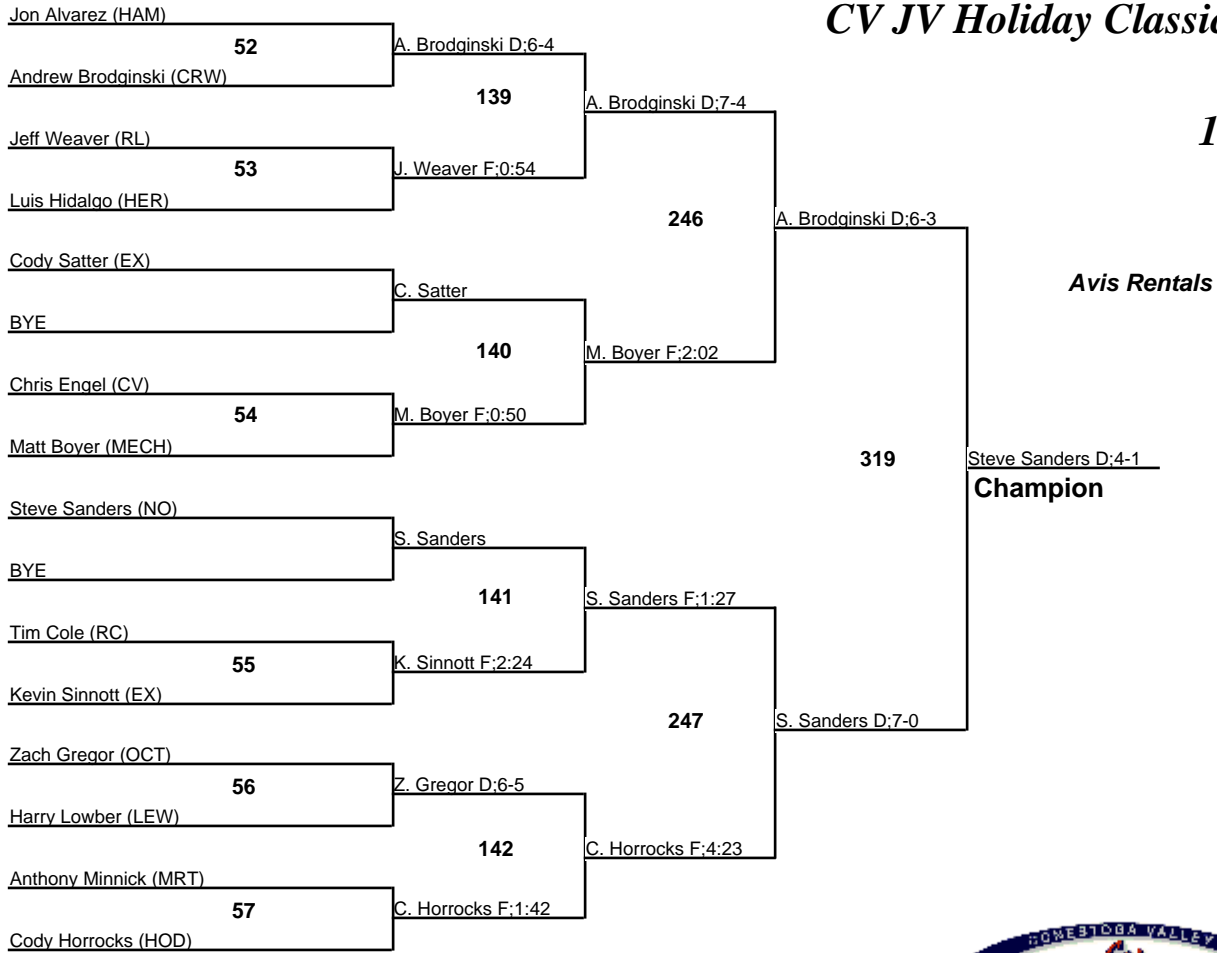 Jon Alvarez (HAM)
CV JV Holiday Classic
52
A. Brodginski D;6-4
Andrew Brodginski (CRW)
139
A. Brodginski D;7-4
1
Jeff Weaver (RL)
53
J. Weaver F;0:54
Luis Hidalgo (HER)
246
A. Brodginski D;6-3
Cody Satter (EX)
C. Satter
Avis Rentals
BYE
140
M. Boyer F;2:02
Chris Engel (CV)
54
M. Boyer F;0:50
Matt Boyer (MECH)
319
Steve Sanders D;4-1
Champion
Steve Sanders (NO)
S. Sanders
BYE
141
S. Sanders F;1:27
Tim Cole (RC)
55
K. Sinnott F;2:24
Kevin Sinnott (EX)
247
S. Sanders D;7-0
Zach Gregor (OCT)
56
Z. Gregor D;6-5
Harry Lowber (LEW)
142
C. Horrocks F;4:23
Anthony Minnick (MRT)
57
C. Horrocks F;1:42
Cody Horrocks (HOD)
CONESTOGA VALLEY